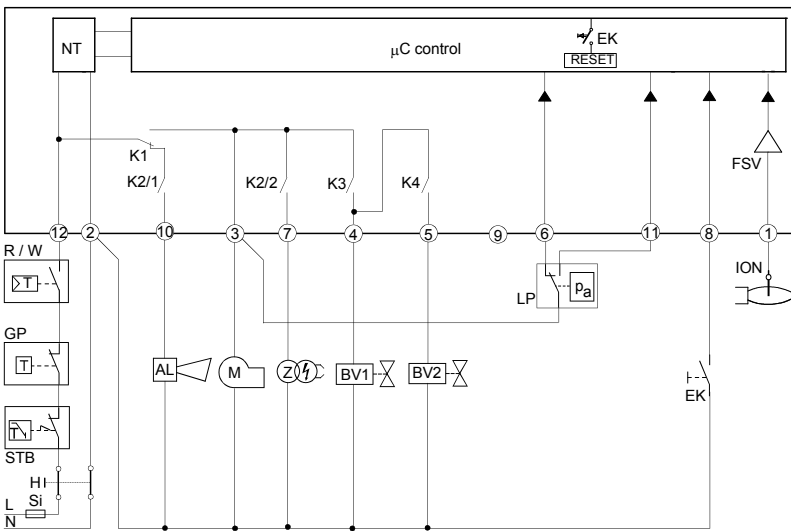 NT
µC control
EK
RESET
K1
K2/1
K2/2
K3
K4
FSV
12
2
10
3
7
4
5
9
6
11
8
1
R / W
T
GP
T
STB
T
H
Si
L
N
AL
M
Z
BV1
BV2
LP
pa
ION
EK